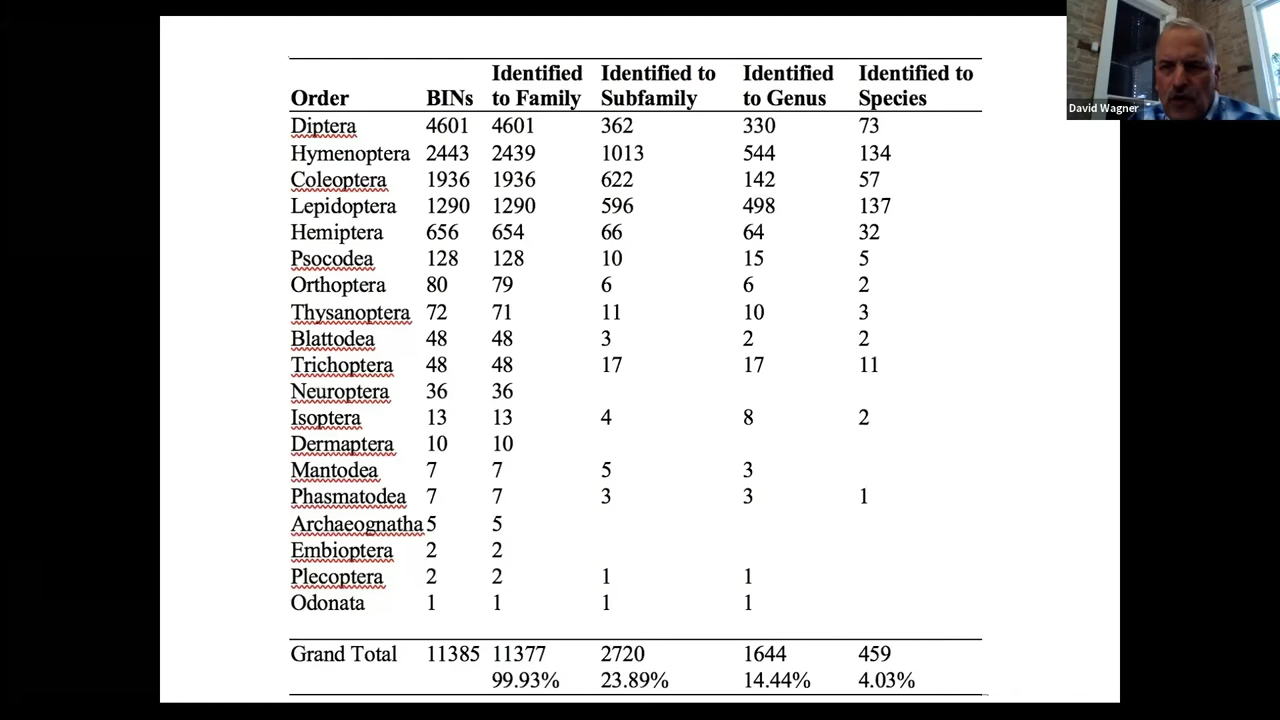 Identified Identified to Identified Identified to
Order BINs to Family Subfamily to Genus Species
Diptera 4601 4601 362 330 73
Hymenoptera 2443 2439 1013 544 134
Coleoptera 1936 1936 622 142 57
Lepidoptera 1290 1290 596 498 137
Hemiptera 656 654 66 64 32
Psocodea 128 128 10 15 5
Orthoptera 80 79 6 6 2
Thysanoptera 72 71 11 10 3
Blattodea 48 48 3 2 2
Trichoptera 48 48 17 17 11
Neuroptera 36 36
Isoptera 13 13 4 8 2
Dermaptera 10 10
Mantodea 7 7 5 3
Phasmatodea 7 7 3 3 1
Archaeognatha 5 5
Embioptera 2 2
Plecoptera 2 2 1 1
Odonata 1 1 1 1
Grand Total 11385 11377 2720 1644 459
99.93% 23.89% 14.44% 4.03%
David Wagner